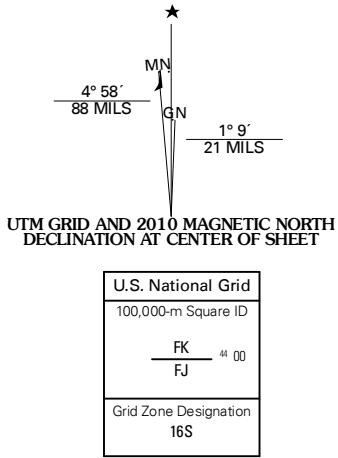 ★
MN
4° 58´
88 MILS
GN
1° 9´
21 MILS
UTM GRID AND 2010 MAGNETIC NORTH
DECLINATION AT CENTER OF SHEET
U.S. National Grid
100,000-m Square ID
FK
44 00
FJ
Grid Zone Designation
16S